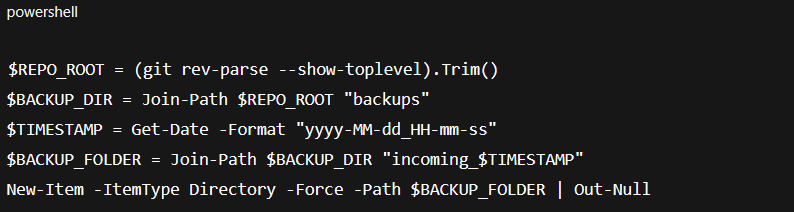 powershell
$REPO_ROOT = (git rev-parse --show-toplevel).Trim()
$BACKUP_DIR = Join-Path $REPO_ROOT "backups"
$TIMESTAMP = Get-Date -Format "yyyy-MM-dd_HH-mm-ss"
$BACKUP_FOLDER = Join-Path $BACKUP_DIR "incoming_$TIMESTAMP"
New-Item -ItemType Directory -Force -Path $BACKUP_FOLDER | Out-Null